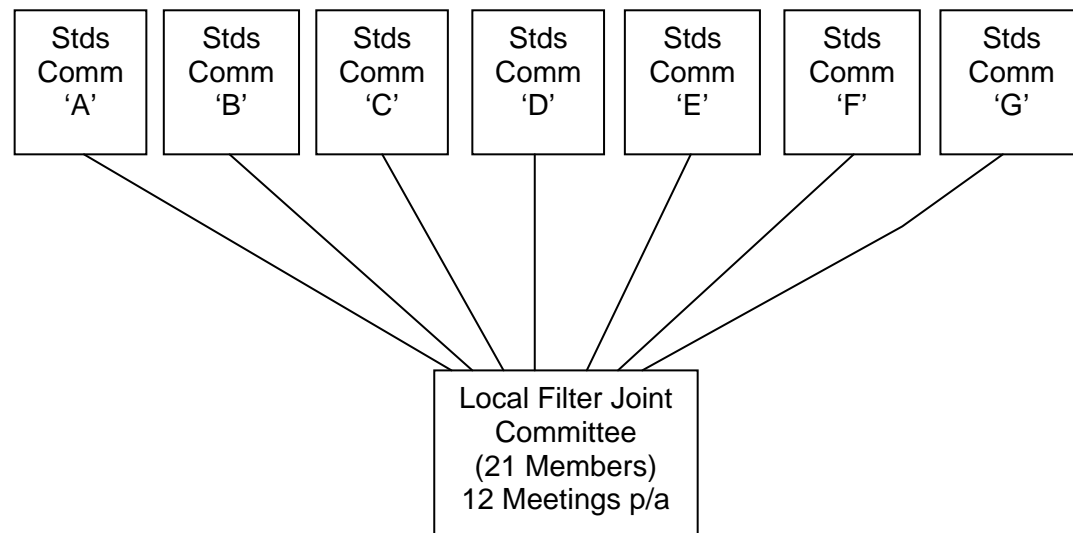 Stds
Comm
‘A’
Stds
Comm
‘B’
Stds
Comm
‘C’
Stds
Comm
‘D’
Stds
Comm
‘E’
Stds
Comm
‘F’
Stds
Comm
‘G’
Local Filter Joint
Committee
(21 Members)
12 Meetings p/a